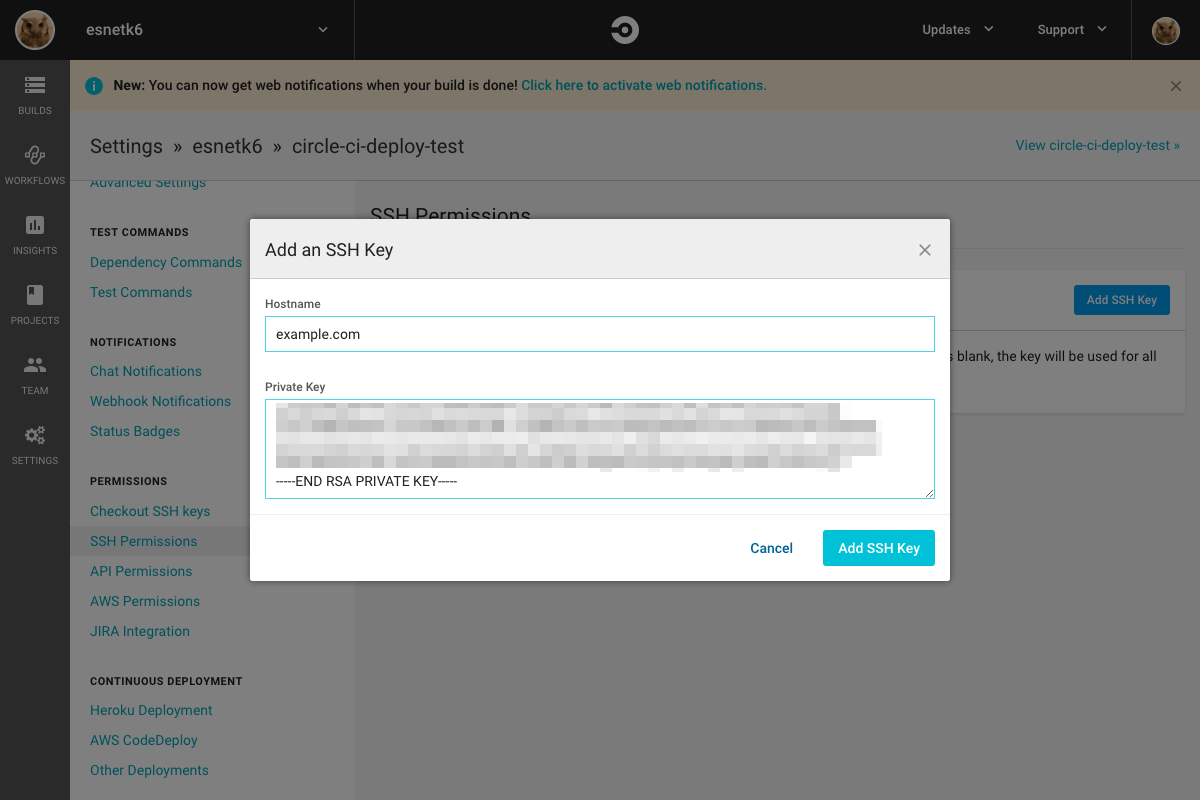 esnetk6
Updates
Support
New: You can now get web notifications when your build is done! Click here to activate web notifications.
BUILDS
WORKFLOWS
INSIGHTS
PROJECTS
TEAM
SETTINGS
Settings » esnetk6 » circle-ci-deploy-test
View circle-ci-deploy-test »
Advanced Settings
TEST COMMANDS
Dependency Commands
Test Commands
NOTIFICATIONS
Chat Notifications
Webhook Notifications
Status Badges
PERMISSIONS
Checkout SSH keys
SSH Permissions
API Permissions
AWS Permissions
JIRA Integration
CONTINUOUS DEPLOYMENT
Heroku Deployment
AWS CodeDeploy
Other Deployments
SSH Permissions
Add SSH Key
s blank, the key will be used for all
Add an SSH Key
Hostname
example.com
Private Key
-----END RSA PRIVATE KEY-----
Cancel
Add SSH Key